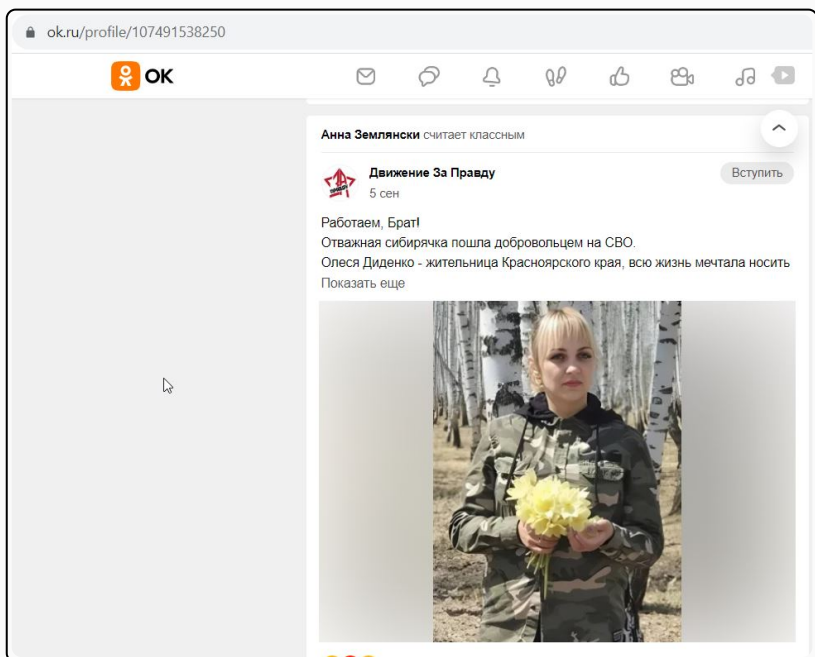 ok.ru/profile/107491538250
OK
Анна Землянски считает классным
Движение За Правду
Вступить
5 сен
Работаем, Брат!
Отважная сибирячка пошла добровольцем на СВО.
Олеся Диденко - жительница Красноярского края, всю жизнь мечтала носить
Показать еще